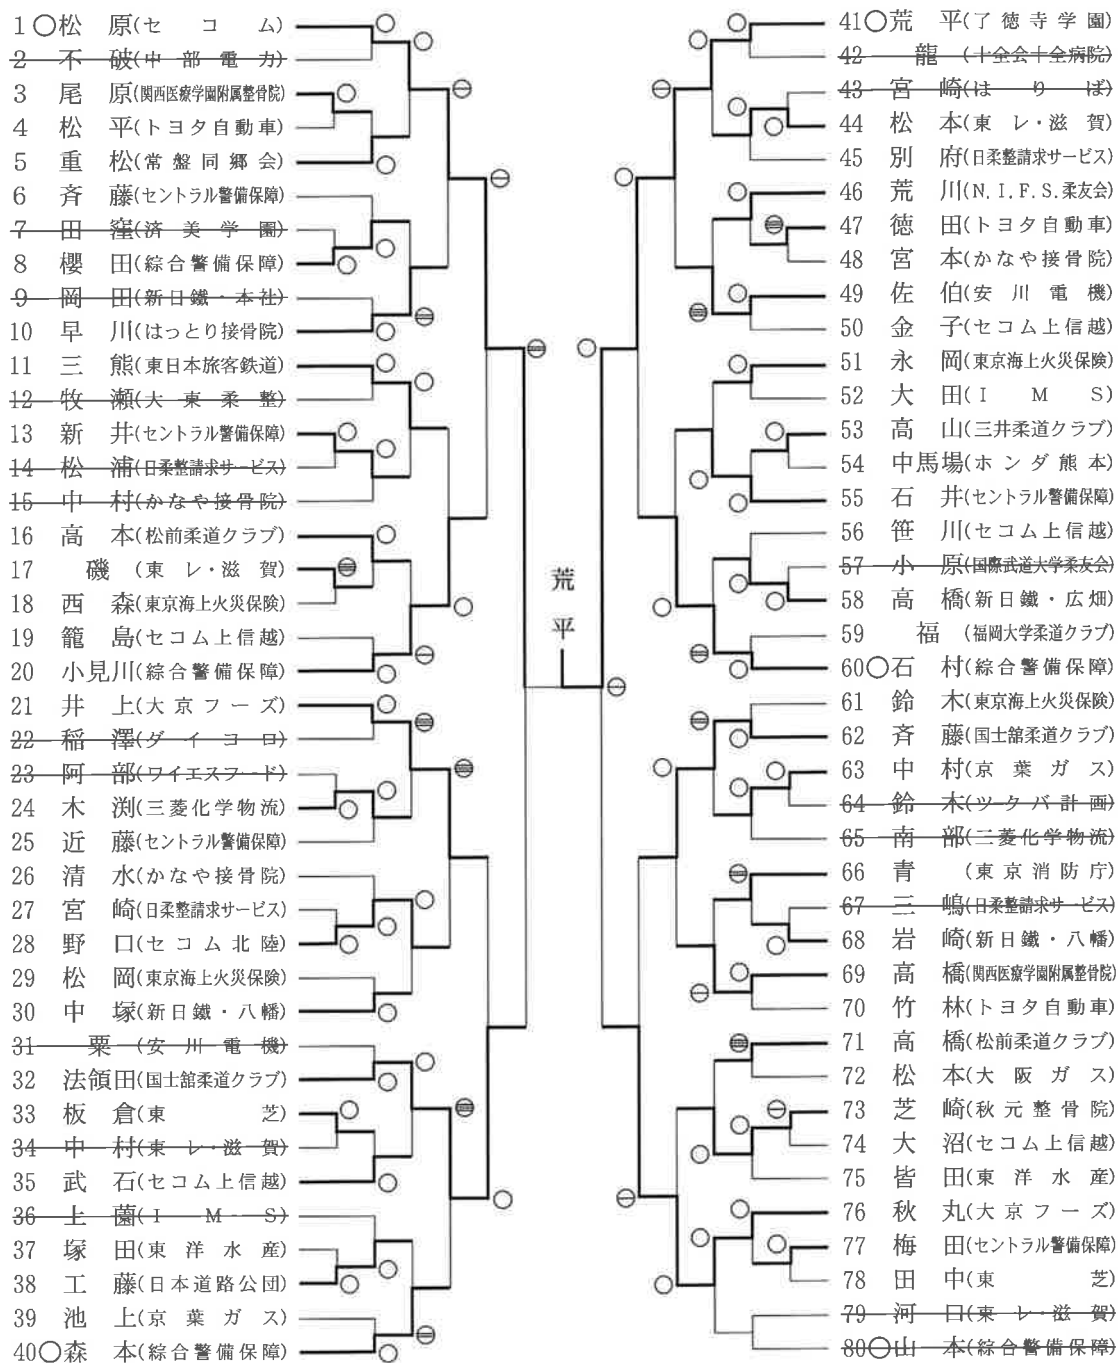 1○松原(セコム)
2 不破(中部電力)
3 尾原(関西医療学園附属整骨院)
4 松平(トヨタ自動車)
5 重松(常盤同郷会)
6 斉藤(セントラル警備保障)
7 田窪(済美学園)
8 櫻田(綜合警備保障)
9 岡田(新日鐵・本社)
10 早川(はっとり接骨院)
11 三熊(東日本旅客鉄道)
12 牧瀬(大東柔整)
13 新井(セントラル警備保障)
14 松浦(日柔整請求サービス)
15 中村(かなや接骨院)
16 高本(松前柔道クラブ)
17 磯(東レ・滋賀)
18 西森(東京海上火災保険)
19 籠島(セコム上信越)
20 小見川(綜合警備保障)
21 井上(大京フーズ)
22 稲澤(ダイコロ)
23 阿部(ワイエスフード)
24 木渕(三菱化学物流)
25 近藤(セントラル警備保障)
26 清水(かなや接骨院)
27 宮崎(日柔整請求サービス)
28 野口(セコム北陸)
29 松岡(東京海上火災保険)
30 中塚(新日鐵・八幡)
31 粟(安川電機)
32 法領田(国士舘柔道クラブ)
33 板倉(東芝)
34 中村(東レ・滋賀)
35 武石(セコム上信越)
36 上薗(IMS)
37 塚田(東洋水産)
38 工藤(日本道路公団)
39 池上(京葉ガス)
40○森本(綜合警備保障)
荒平
41○荒平(了徳寺学園)
42 龍(十全会十全病院)
43 宮崎(はりぼ)
44 松本(東レ・滋賀)
45 別府(日柔整請求サービス)
46 荒川(N.I.F.S.柔友会)
47 徳田(トヨタ自動車)
48 宮本(かなや接骨院)
49 佐伯(安川電機)
50 金子(セコム上信越)
51 永岡(東京海上火災保険)
52 大田(IMS)
53 高山(三井柔道クラブ)
54 中馬場(ホンダ熊本)
55 石井(セントラル警備保障)
56 笹川(セコム上信越)
57 小原(国際武道大学柔友会)
58 高橋(新日鐵・広畑)
59 福(福岡大学柔道クラブ)
60○石村(綜合警備保障)
61 鈴木(東京海上火災保険)
62 斉藤(国士舘柔道クラブ)
63 中村(京葉ガス)
64 鈴木(ツクバ計画)
65 南部(三菱化学物流)
66 青(東京消防庁)
67 三嶋(日柔整請求サービス)
68 岩崎(新日鐵・八幡)
69 高橋(関西医療学園附属整骨院)
70 竹林(トヨタ自動車)
71 高橋(松前柔道クラブ)
72 松本(大阪ガス)
73 芝崎(秋元整骨院)
74 大沼(セコム上信越)
75 皆田(東洋水産)
76 秋丸(大京フーズ)
77 梅田(セントラル警備保障)
78 田中(東芝)
79 河口(東レ・滋賀)
80○山本(綜合警備保障)